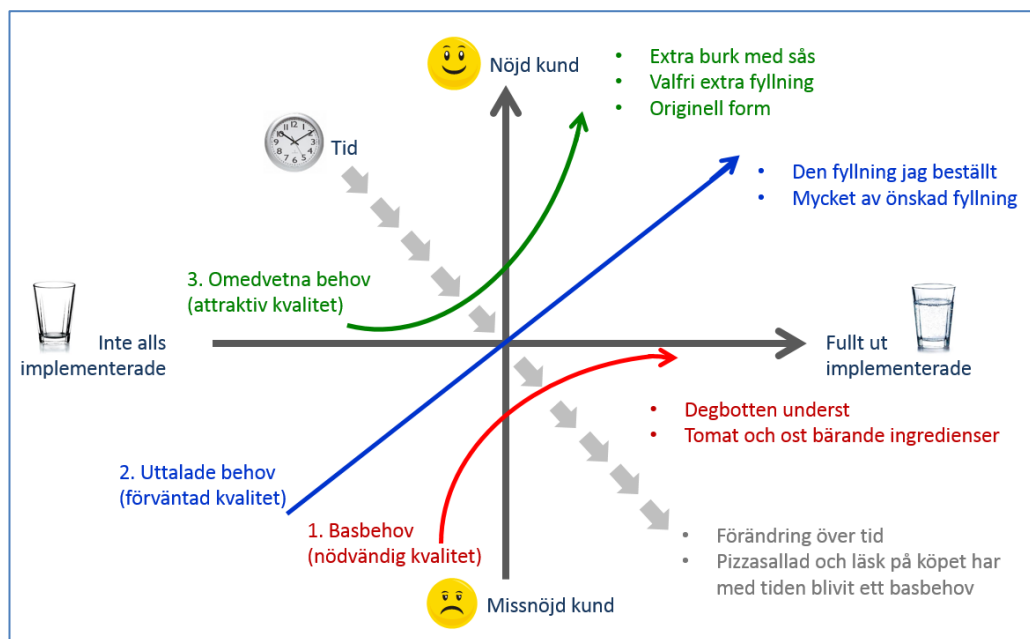 Nöjd kund
• Extra burk med sås
• Valfri extra fyllning
• Originell form
Tid
• Den fyllning jag beställt
• Mycket av önskad fyllning
3. Omedvetna behov
(attraktiv kvalitet)
Inte alls
implementerade
Fullt ut
implementerade
• Degbotten underst
• Tomat och ost bärande ingredienser
2. Uttalade behov
(förväntad kvalitet)
1. Basbehov
(nödvändig kvalitet)
• Förändring över tid
• Pizzasallad och läsk på köpet har
med tiden blivit ett basbehov
Missnöjd kund